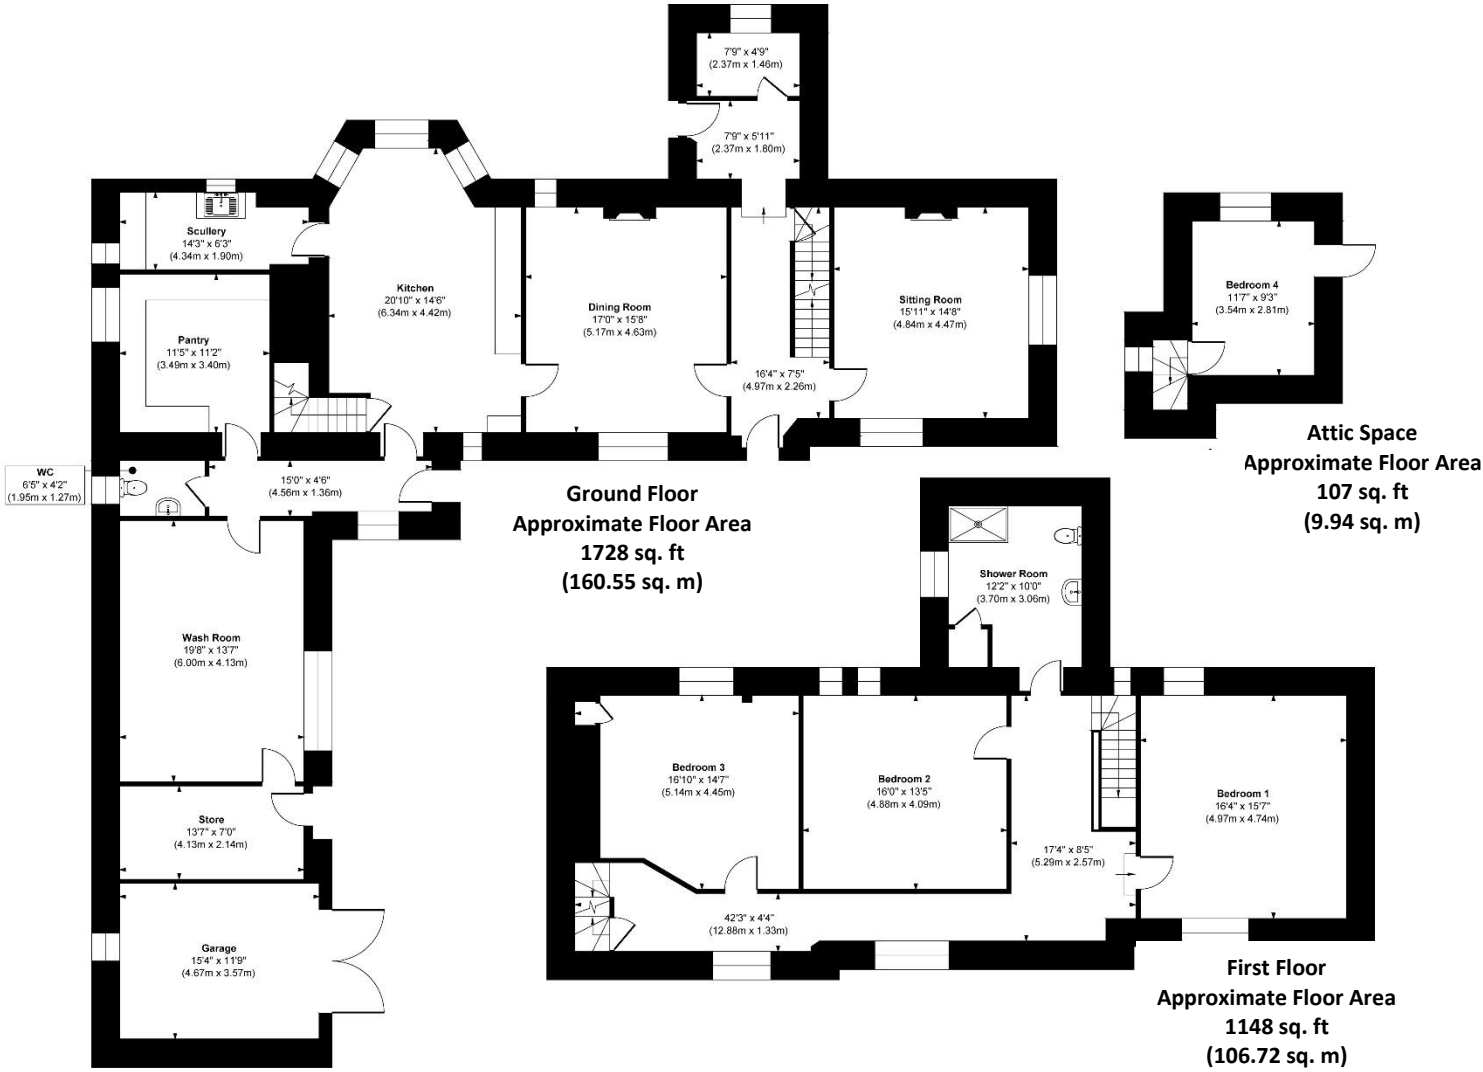 7'9" x 4'9"
(2.37m x 1.46m)
7'9" x 5'11"
(2.37m x 1.80m)
Scullery
14'3" x 6'3"
(4.34m x 1.90m)
Kitchen
20'10" x 14'6"
(6.34m x 4.42m)
Dining Room
17'0" x 15'8"
(5.17m x 4.63m)
Sitting Room
15'11" x 14'8"
(4.84m x 4.47m)
Pantry
11'5" x 11'2"
(3.49m x 3.40m)
16'4" x 7'5"
(4.97m x 2.26m)
WC
6'5" x 4'2"
(1.95m x 1.27m)
15'0" x 4'6"
(4.56m x 1.36m)
Ground Floor
Approximate Floor Area
1728 sq. ft
(160.55 sq. m)
Wash Room
19'8" x 13'7"
(6.00m x 4.13m)
Store
13'7" x 7'0"
(4.13m x 2.14m)
Garage
15'4" x 11'9"
(4.67m x 3.57m)
Bedroom 4
11'7" x 9'3"
(3.54m x 2.81m)
Attic Space
Approximate Floor Area
107 sq. ft
(9.94 sq. m)
Shower Room
12'2" x 10'0"
(3.70m x 3.06m)
Bedroom 3
16'10" x 14'7"
(5.14m x 4.45m)
Bedroom 2
16'0" x 13'5"
(4.88m x 4.09m)
Bedroom 1
16'4" x 15'7"
(4.97m x 4.74m)
17'4" x 8'5"
(5.29m x 2.57m)
42'3" x 4'4"
(12.88m x 1.33m)
First Floor
Approximate Floor Area
1148 sq. ft
(106.72 sq. m)